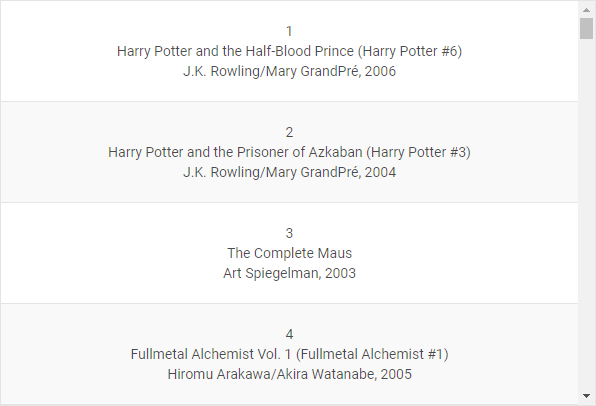 1
Harry Potter and the Half-Blood Prince (Harry Potter #6)
J.K. Rowling/Mary GrandPré, 2006
2
Harry Potter and the Prisoner of Azkaban (Harry Potter #3)
J.K. Rowling/Mary GrandPré, 2004
3
The Complete Maus
Art Spiegelman, 2003
4
Fullmetal Alchemist Vol. 1 (Fullmetal Alchemist #1)
Hiromu Arakawa/Akira Watanabe, 2005